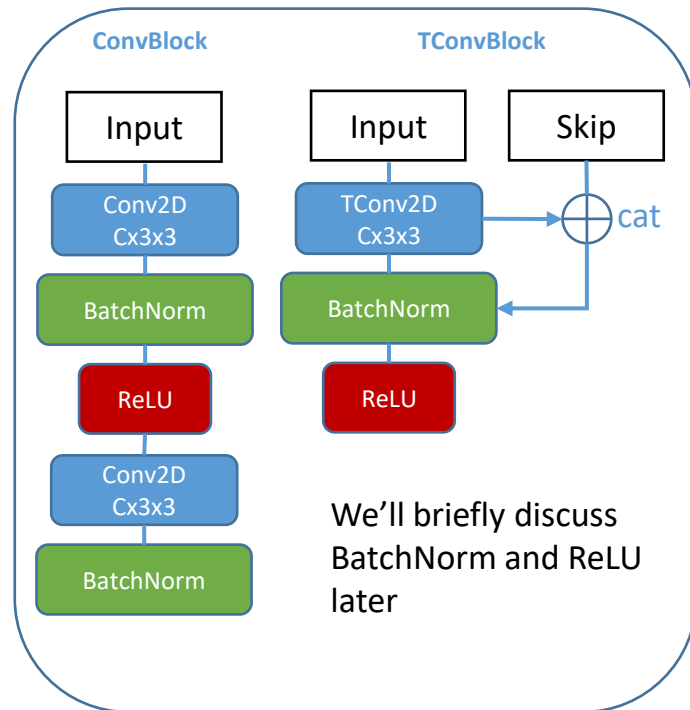 ConvBlock
Input
Conv2D
Cx3x3
BatchNorm
ReLU
Conv2D
Cx3x3
BatchNorm
TConvBlock
Input
Skip
TConv2D
Cx3x3
cat
BatchNorm
ReLU
We’ll briefly discuss
BatchNorm and ReLU
later